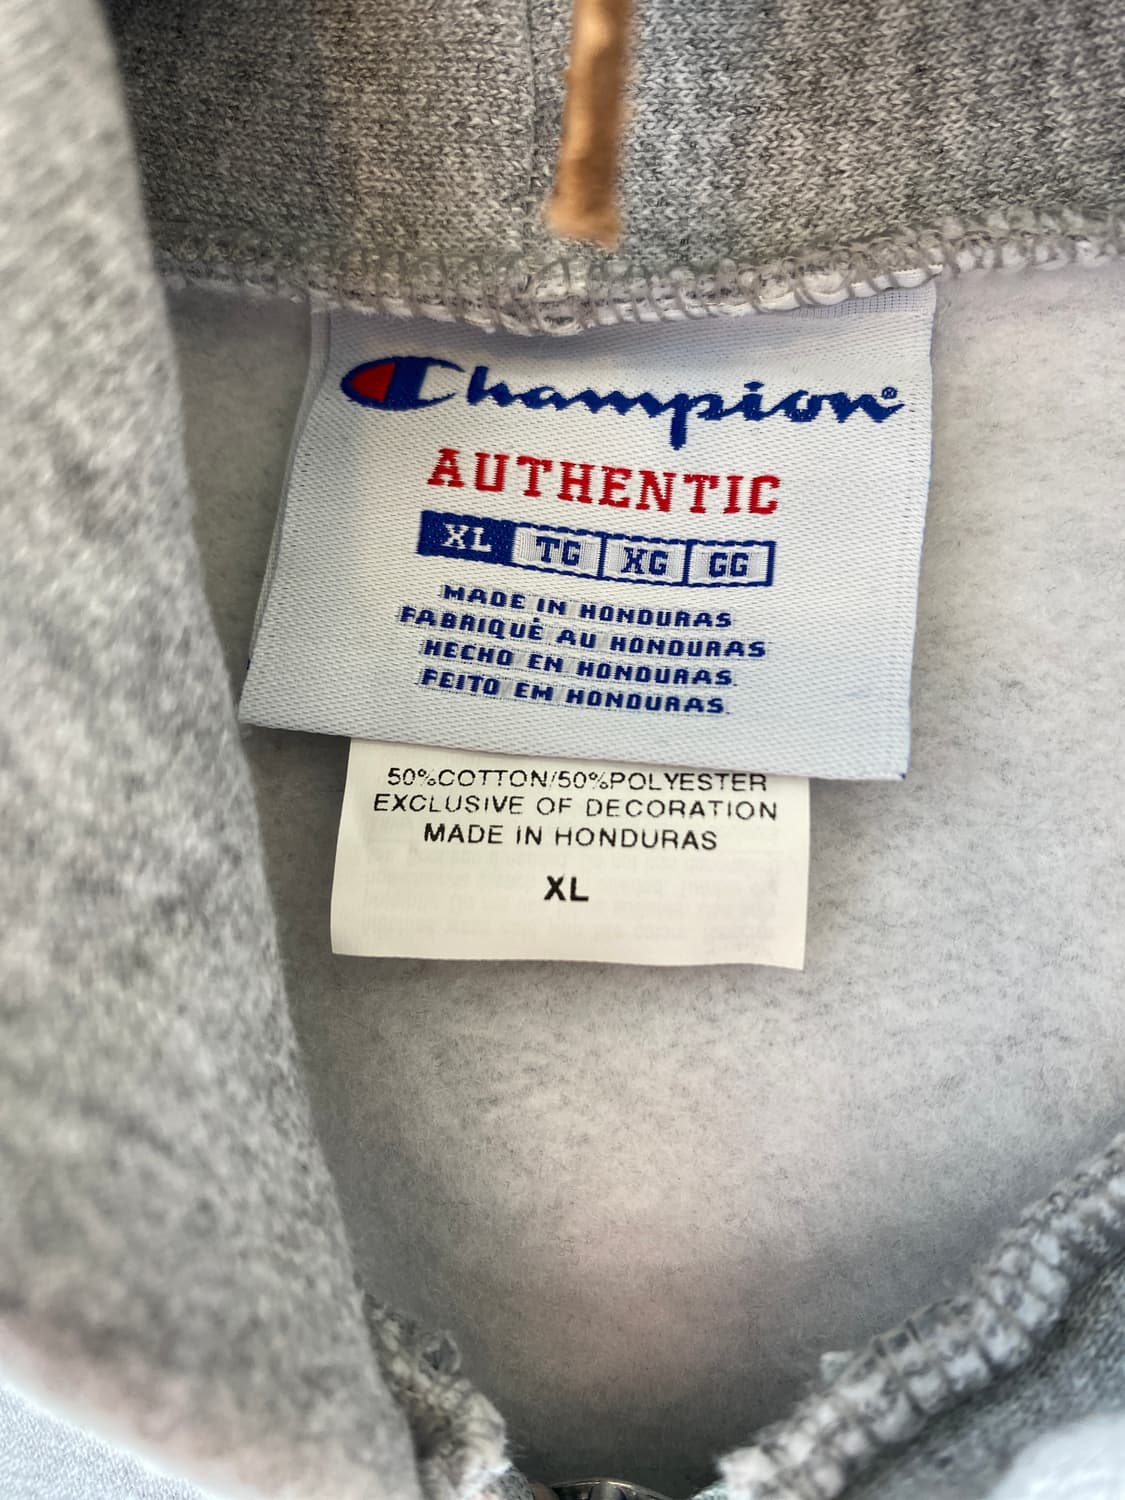 Champion®
AUTHENTIC
XL TG XG GG
MADE IN HONDURAS
FABRIQUÉ AU HONDURAS
HECHO EN HONDURAS.
FEITO EM HONDURAS.
50%COTTON/50%POLYESTER
EXCLUSIVE OF DECORATION
MADE IN HONDURAS
XL